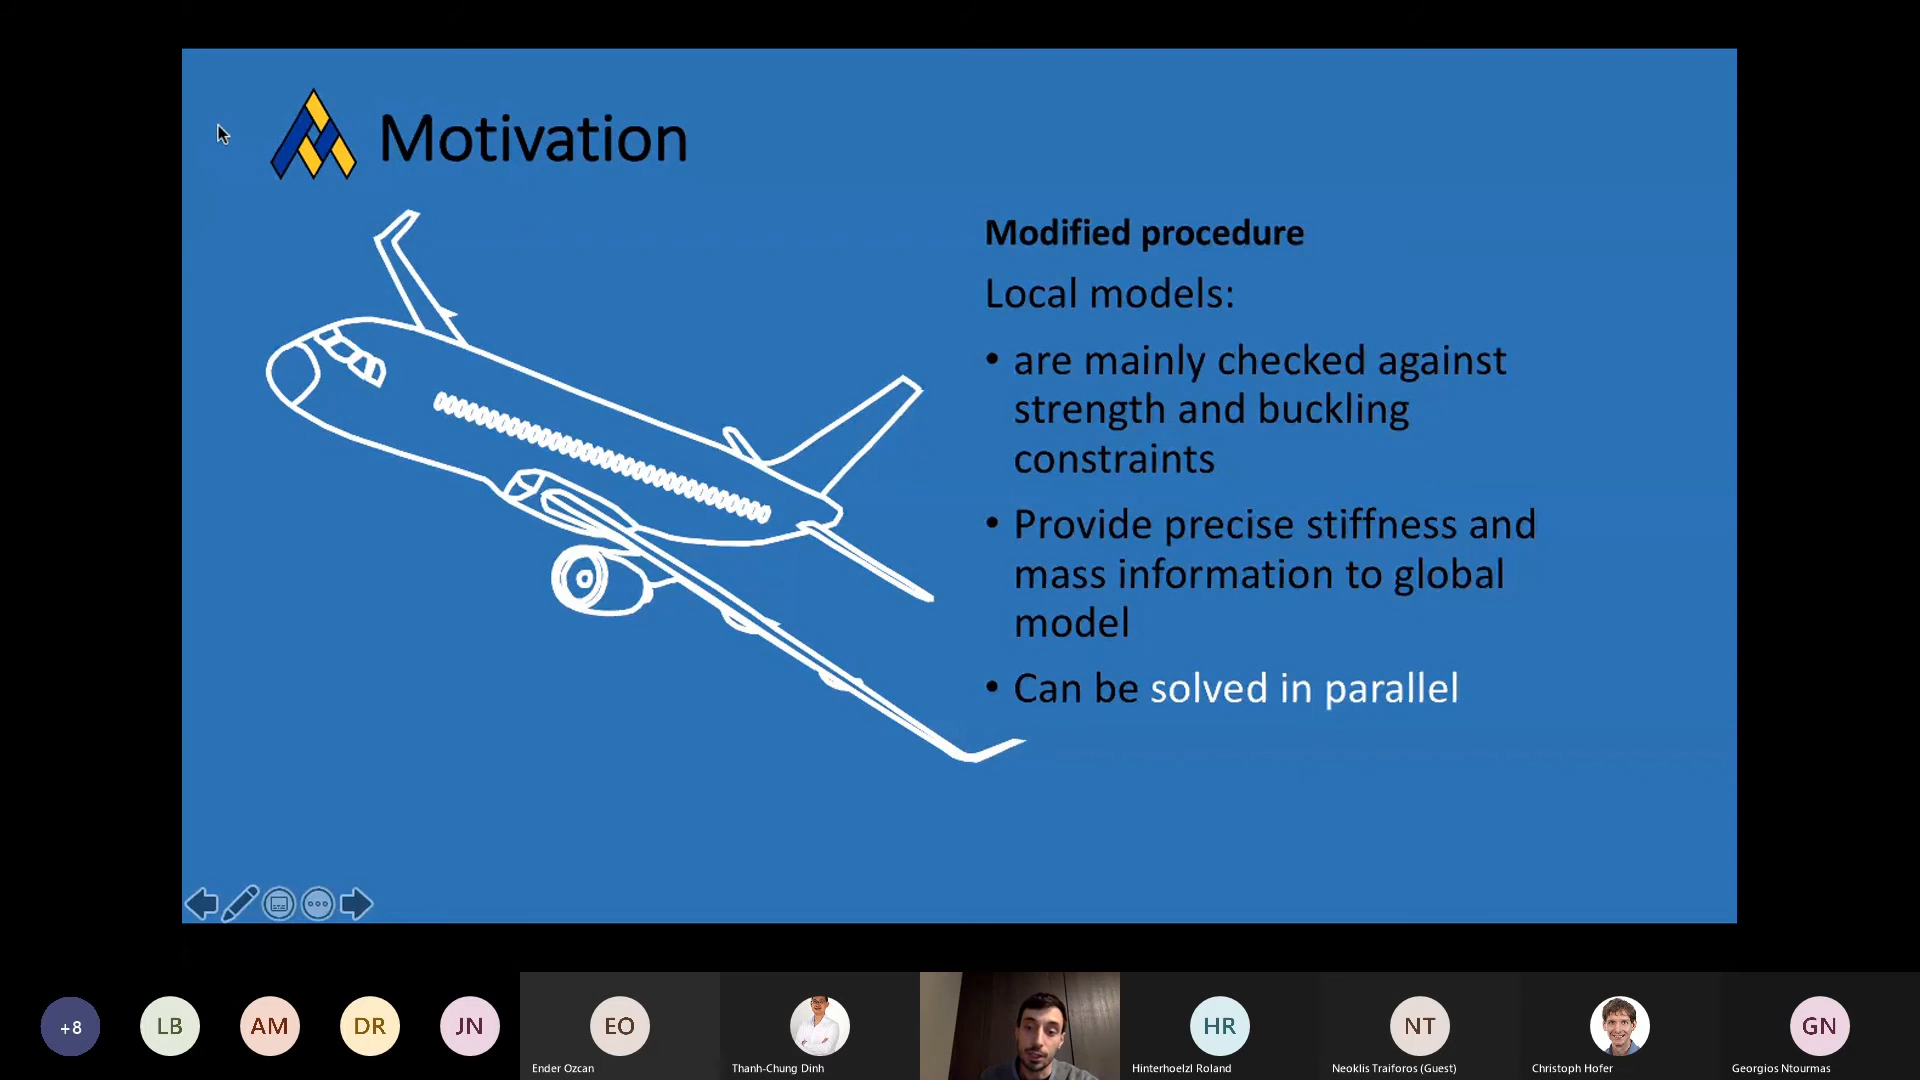 Motivation
Modified procedure
Local models:
• are mainly checked against
strength and buckling
constraints
• Provide precise stiffness and
mass information to global
model
• Can be solved in parallel
+8
LB
AM
DR
JN
EO
HR
NT
GN
Ender Ozcan
Thanh-Chung Dinh
Hinterhoelzl Roland
Neoklis Traiforos (Guest)
Christoph Hofer
Georgios Ntourmas